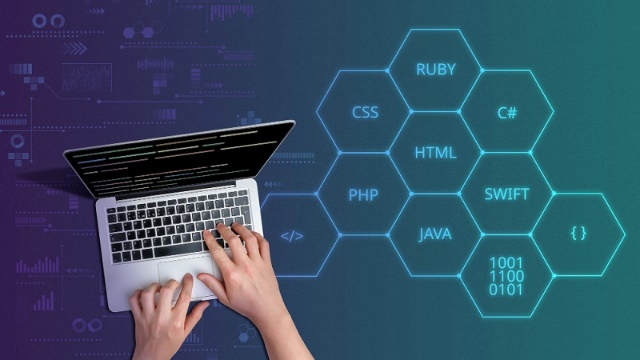 RUBY
CSS
C#
HTML
PHP
SWIFT
</>
JAVA
{ }
1001
1100
0101